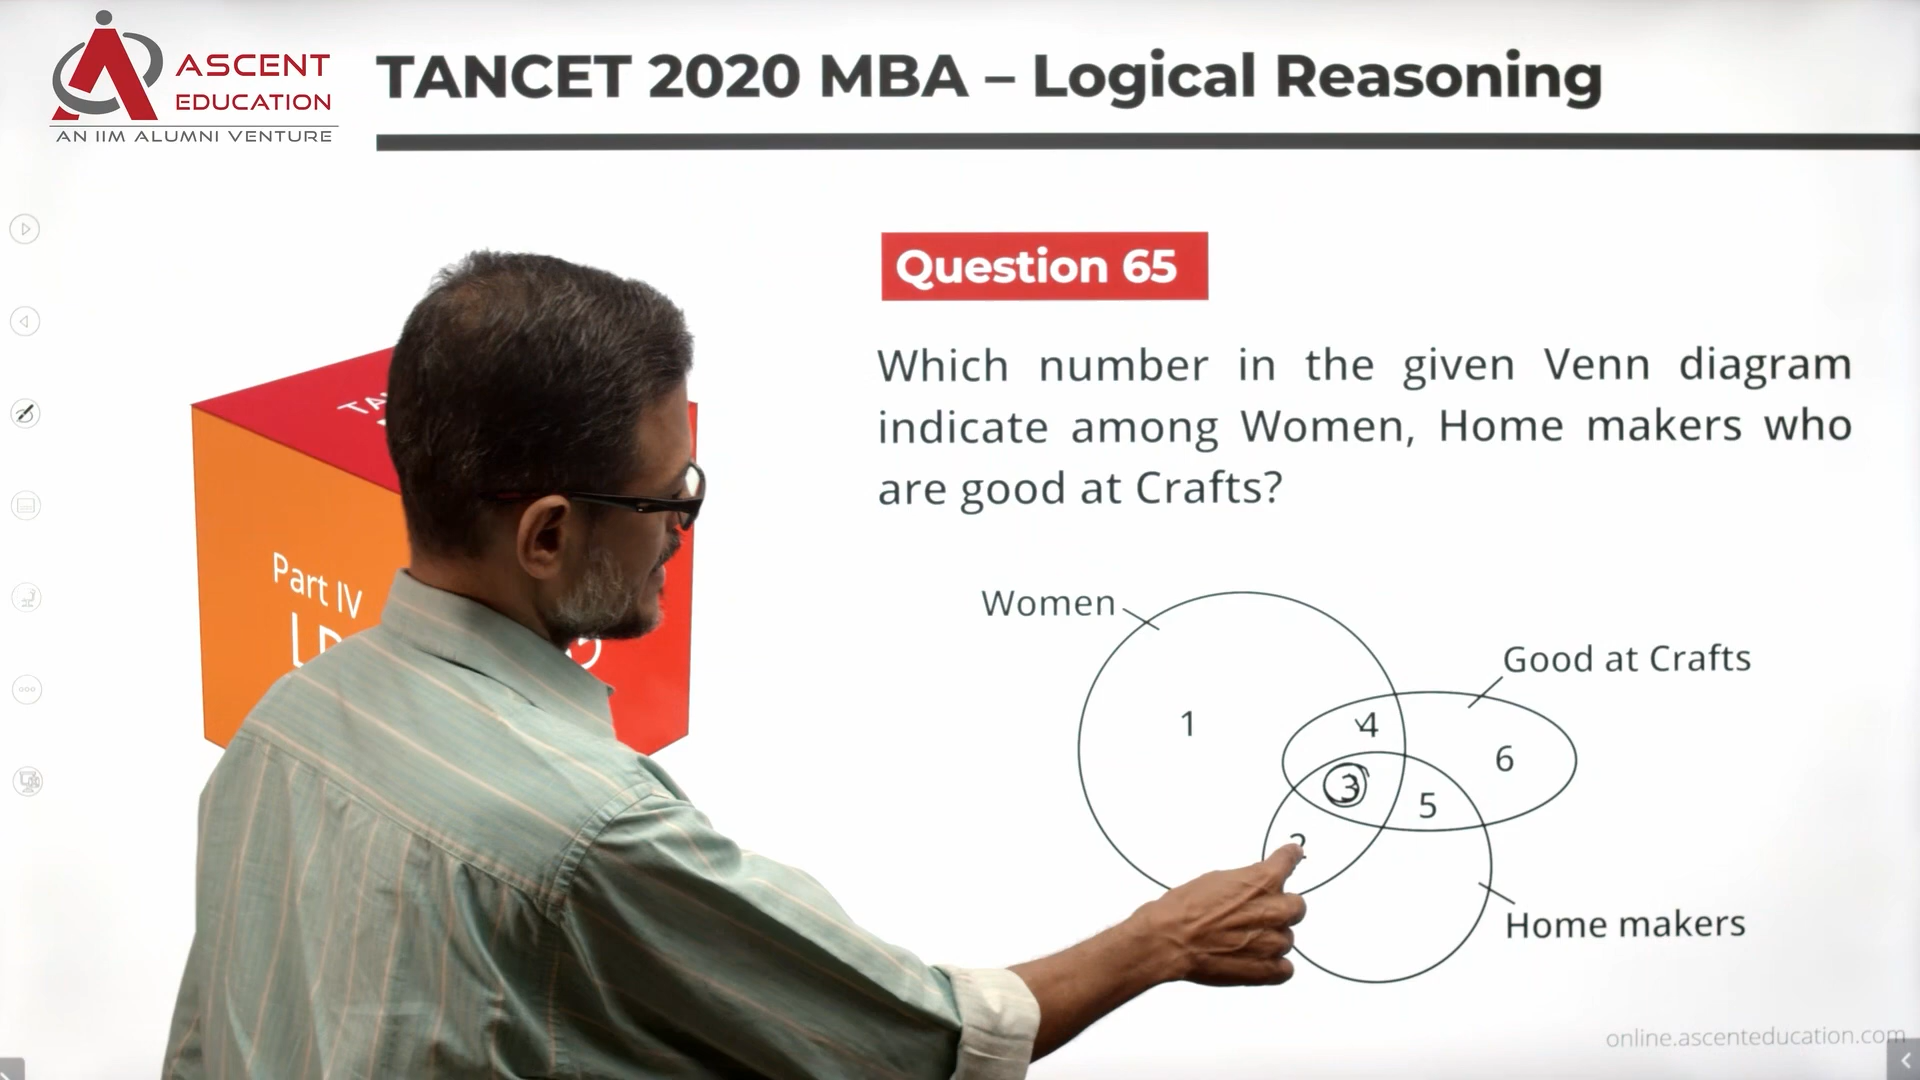 ASCENT
EDUCATION
AN IIM ALUMNI VENTURE
TANCET 2020 MBA – Logical Reasoning
Question 65
Which number in the given Venn diagram
indicate among Women, Home makers who
are good at Crafts?
Part IV
Women
Good at Crafts
1
4
6
3
5
2
Home makers
online.ascenteducation.com